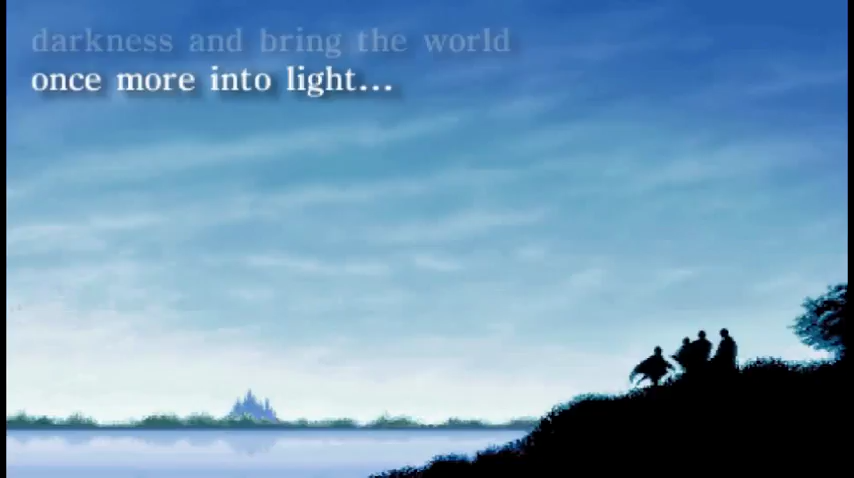 darkness and bring the world
once more into light...